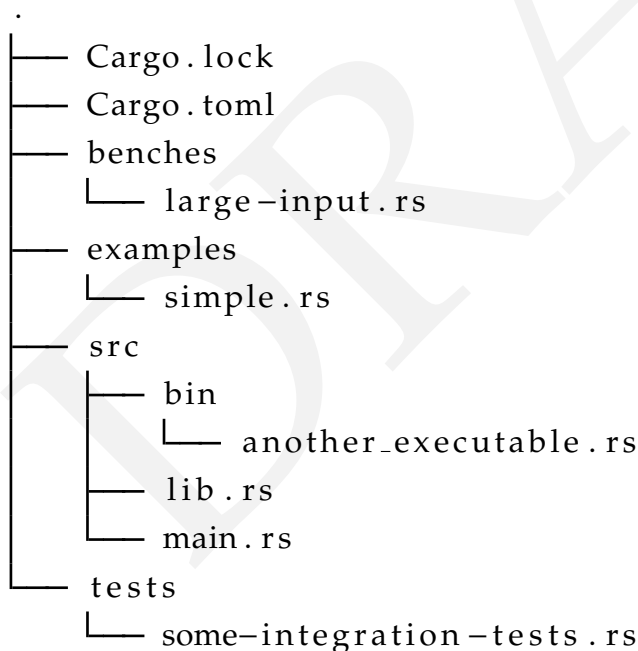 .
├── Cargo.lock
├── Cargo.toml
├── benches
│   └── large-input.rs
├── examples
│   └── simple.rs
├── src
│   ├── bin
│   │   └── another_executable.rs
│   ├── lib.rs
│   └── main.rs
└── tests
    └── some-integration-tests.rs